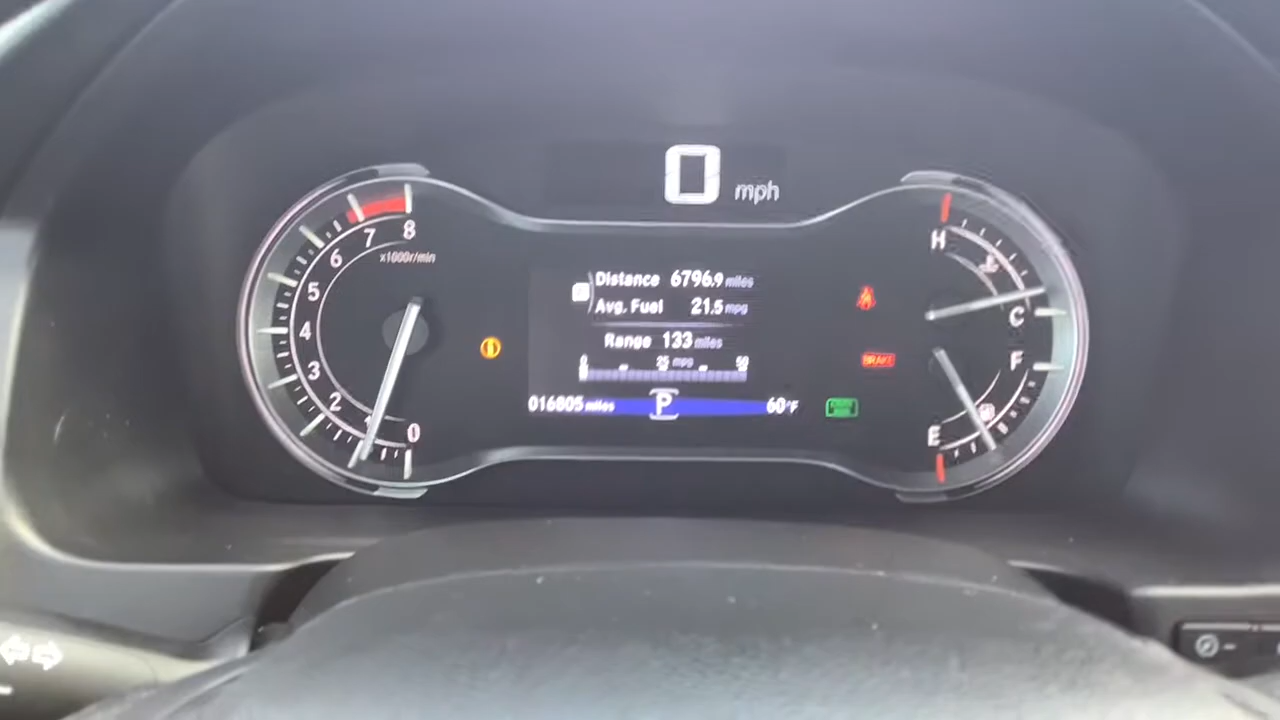 0 mph
8
7
6
5
4
3
2
1
0
x1000r/min
Distance 6796.9 miles
Avg. Fuel 21.5 mpg
Range 133 miles
0 25 mpg 50
016805 miles P 60°F
BRAKE
H
C
F
E